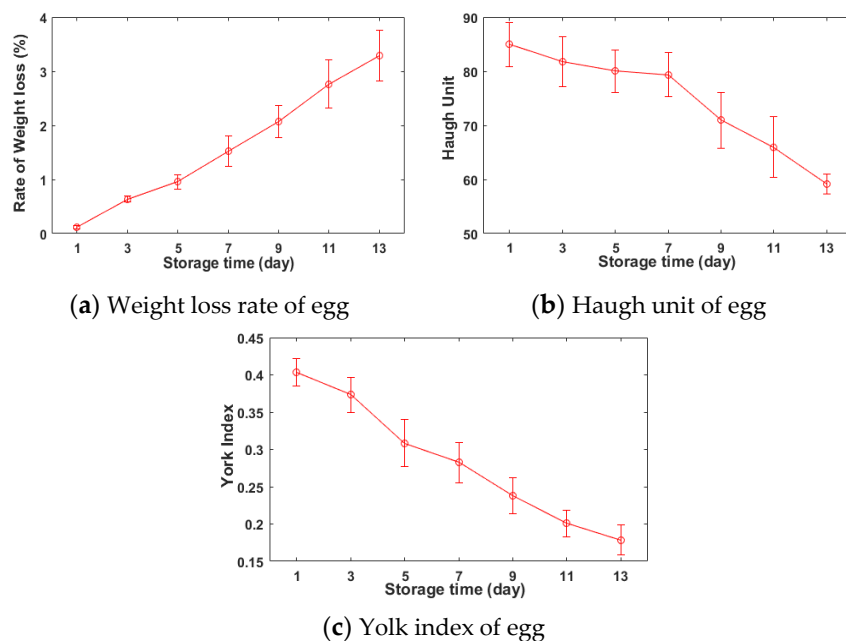 4
3
2
1
0
Rate of Weight loss (%)
1 3 5 7 9 11 13
Storage time (day)
(a) Weight loss rate of egg
90
80
70
60
50
Haugh Unit
1 3 5 7 9 11 13
Storage time (day)
(b) Haugh unit of egg
0.45
0.4
0.35
0.3
0.25
0.2
0.15
York Index
1 3 5 7 9 11 13
Storage time (day)
(c) Yolk index of egg